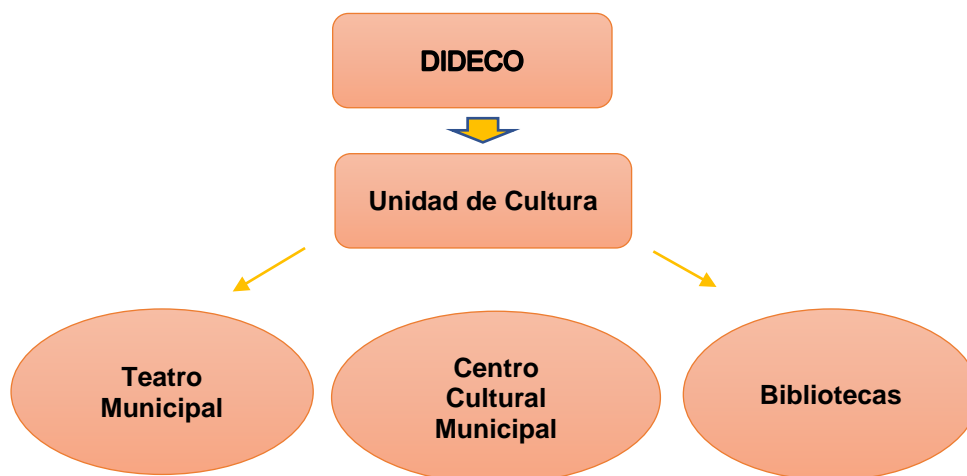 DIDECO
Unidad de Cultura
Teatro
Municipal
Centro
Cultural
Municipal
Bibliotecas